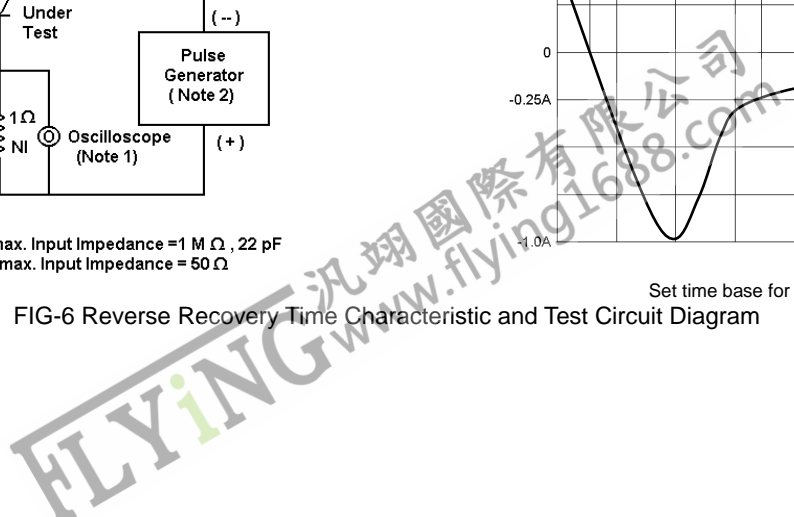 Under
Test
( -- )
Pulse
Generator
( Note 2)
( + )
1Ω
NI
Oscilloscope
(Note 1)
max. Input Impedance =1 M Ω , 22 pF
max. Input Impedance = 50 Ω
0
-0.25A
-1.0A
Set time base for
FIG-6 Reverse Recovery Time Characteristic and Test Circuit Diagram
FLYiNG 汎翊國際有限公司
www.flying1688.com